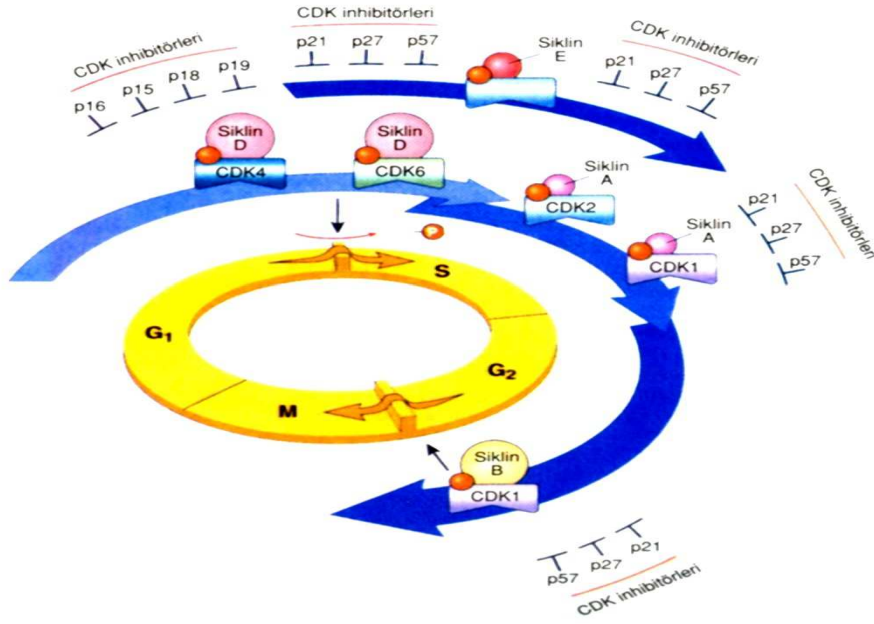 CDK inhibitörleri
p16
p15
p18
p19
CDK inhibitörleri
p21
p27
p57
Siklin
E
CDK inhibitörleri
p21
p27
p57
Siklin
D
CDK4
Siklin
D
CDK6
Siklin
A
CDK2
Siklin
A
CDK1
CDK inhibitörleri
p21
p27
p57
P
S
G1
G2
M
Siklin
B
CDK1
p57
p27
p21
CDK inhibitörleri